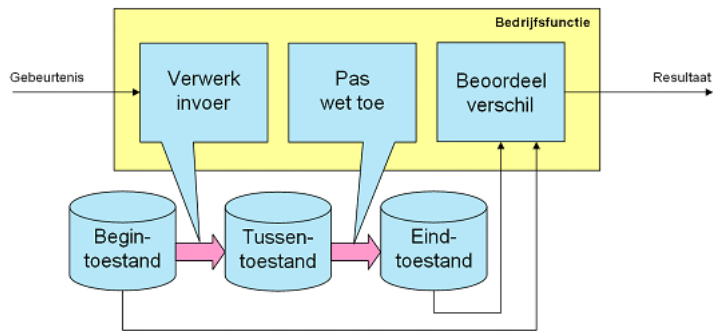 Bedrijfsfunctie
Gebeurtenis
Verwerk
invoer
Pas
wet toe
Beoordeel
verschil
Resultaat
Begin-
toestand
Tussen-
toestand
Eind-
toestand